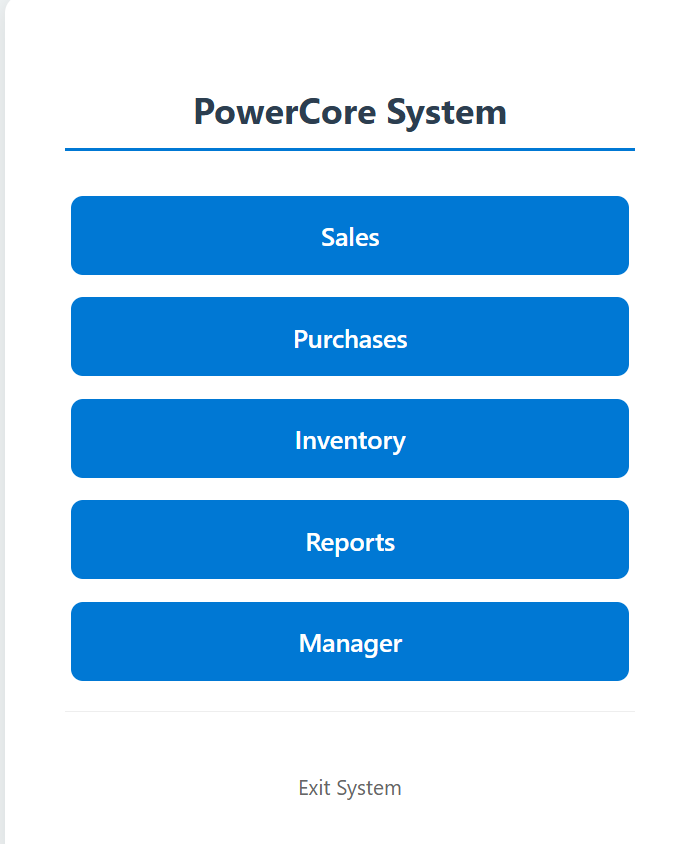 PowerCore System
Sales
Purchases
Inventory
Reports
Manager
Exit System